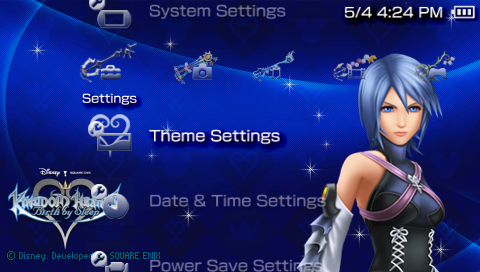 System Settings
5/4 4:24 PM
Settings
Theme Settings
Disney SQUARE ENIX
KINGDOM HEARTS
Birth by Sleep
Date & Time Settings
© Disney. Developed by SQUARE ENIX
Power Save Settings